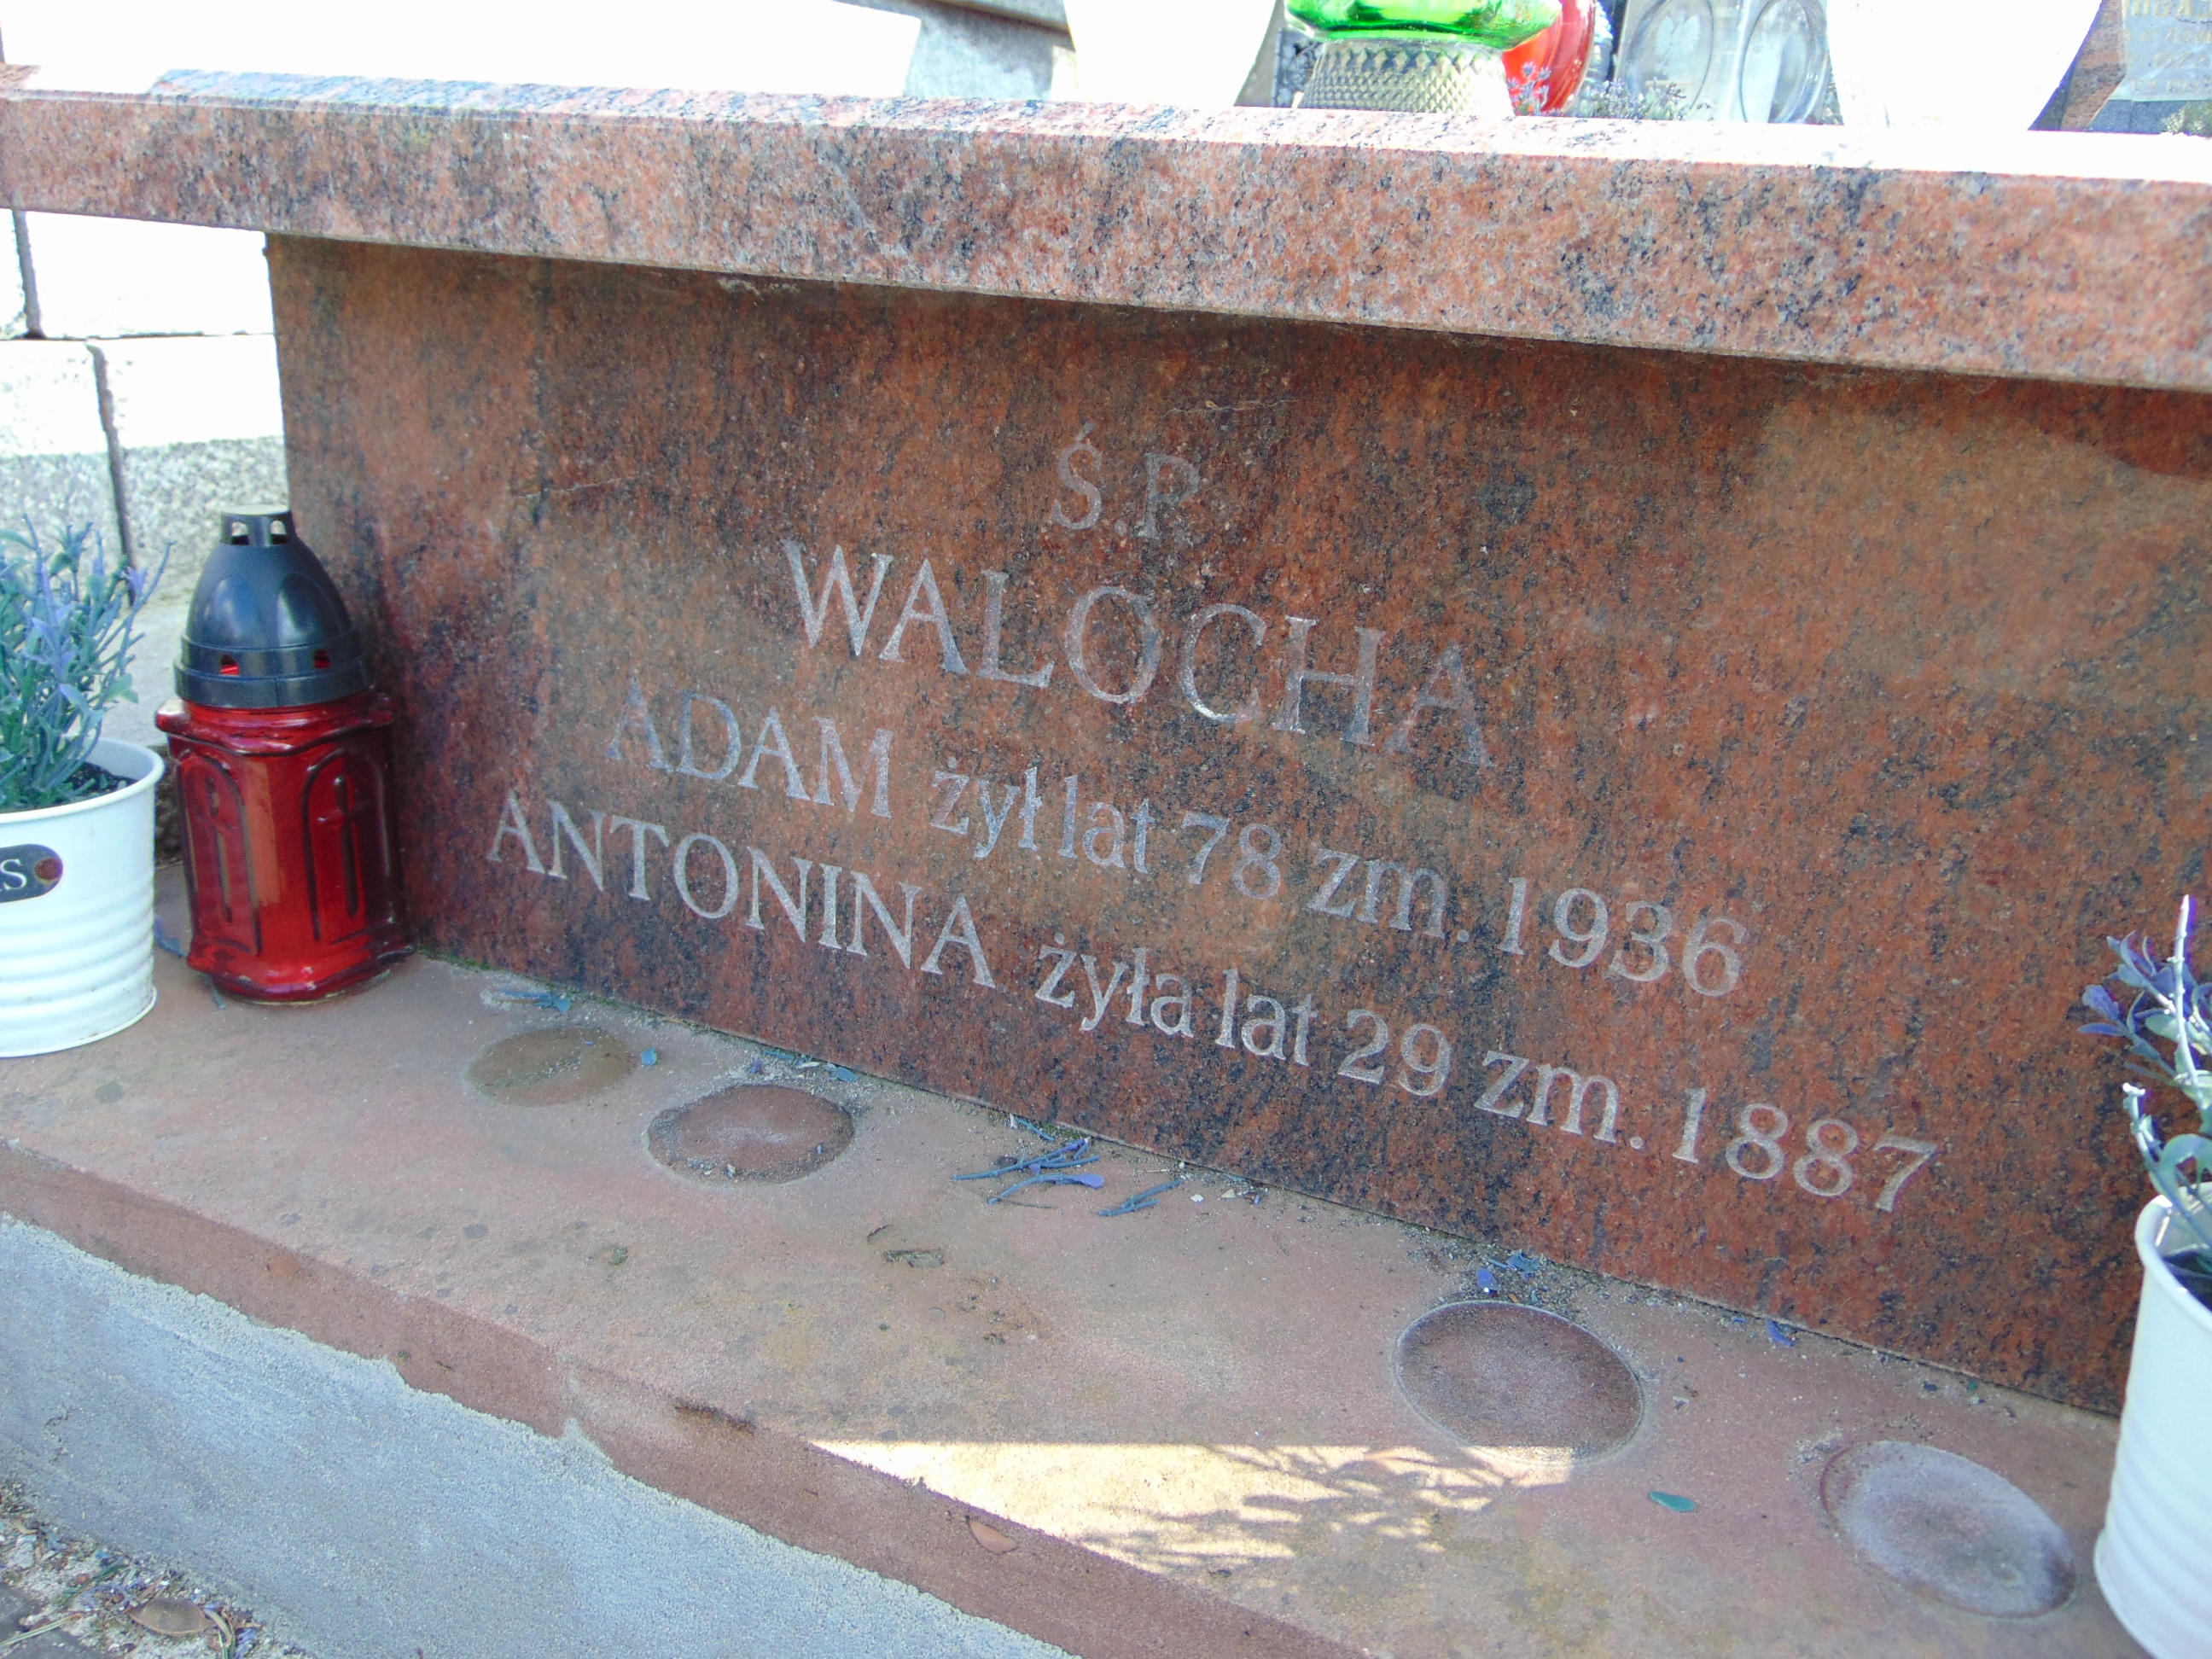 Ś.P.
WALOCHA
ADAM żył lat 78 zm. 1936
ANTONINA żyła lat 29 zm. 1887